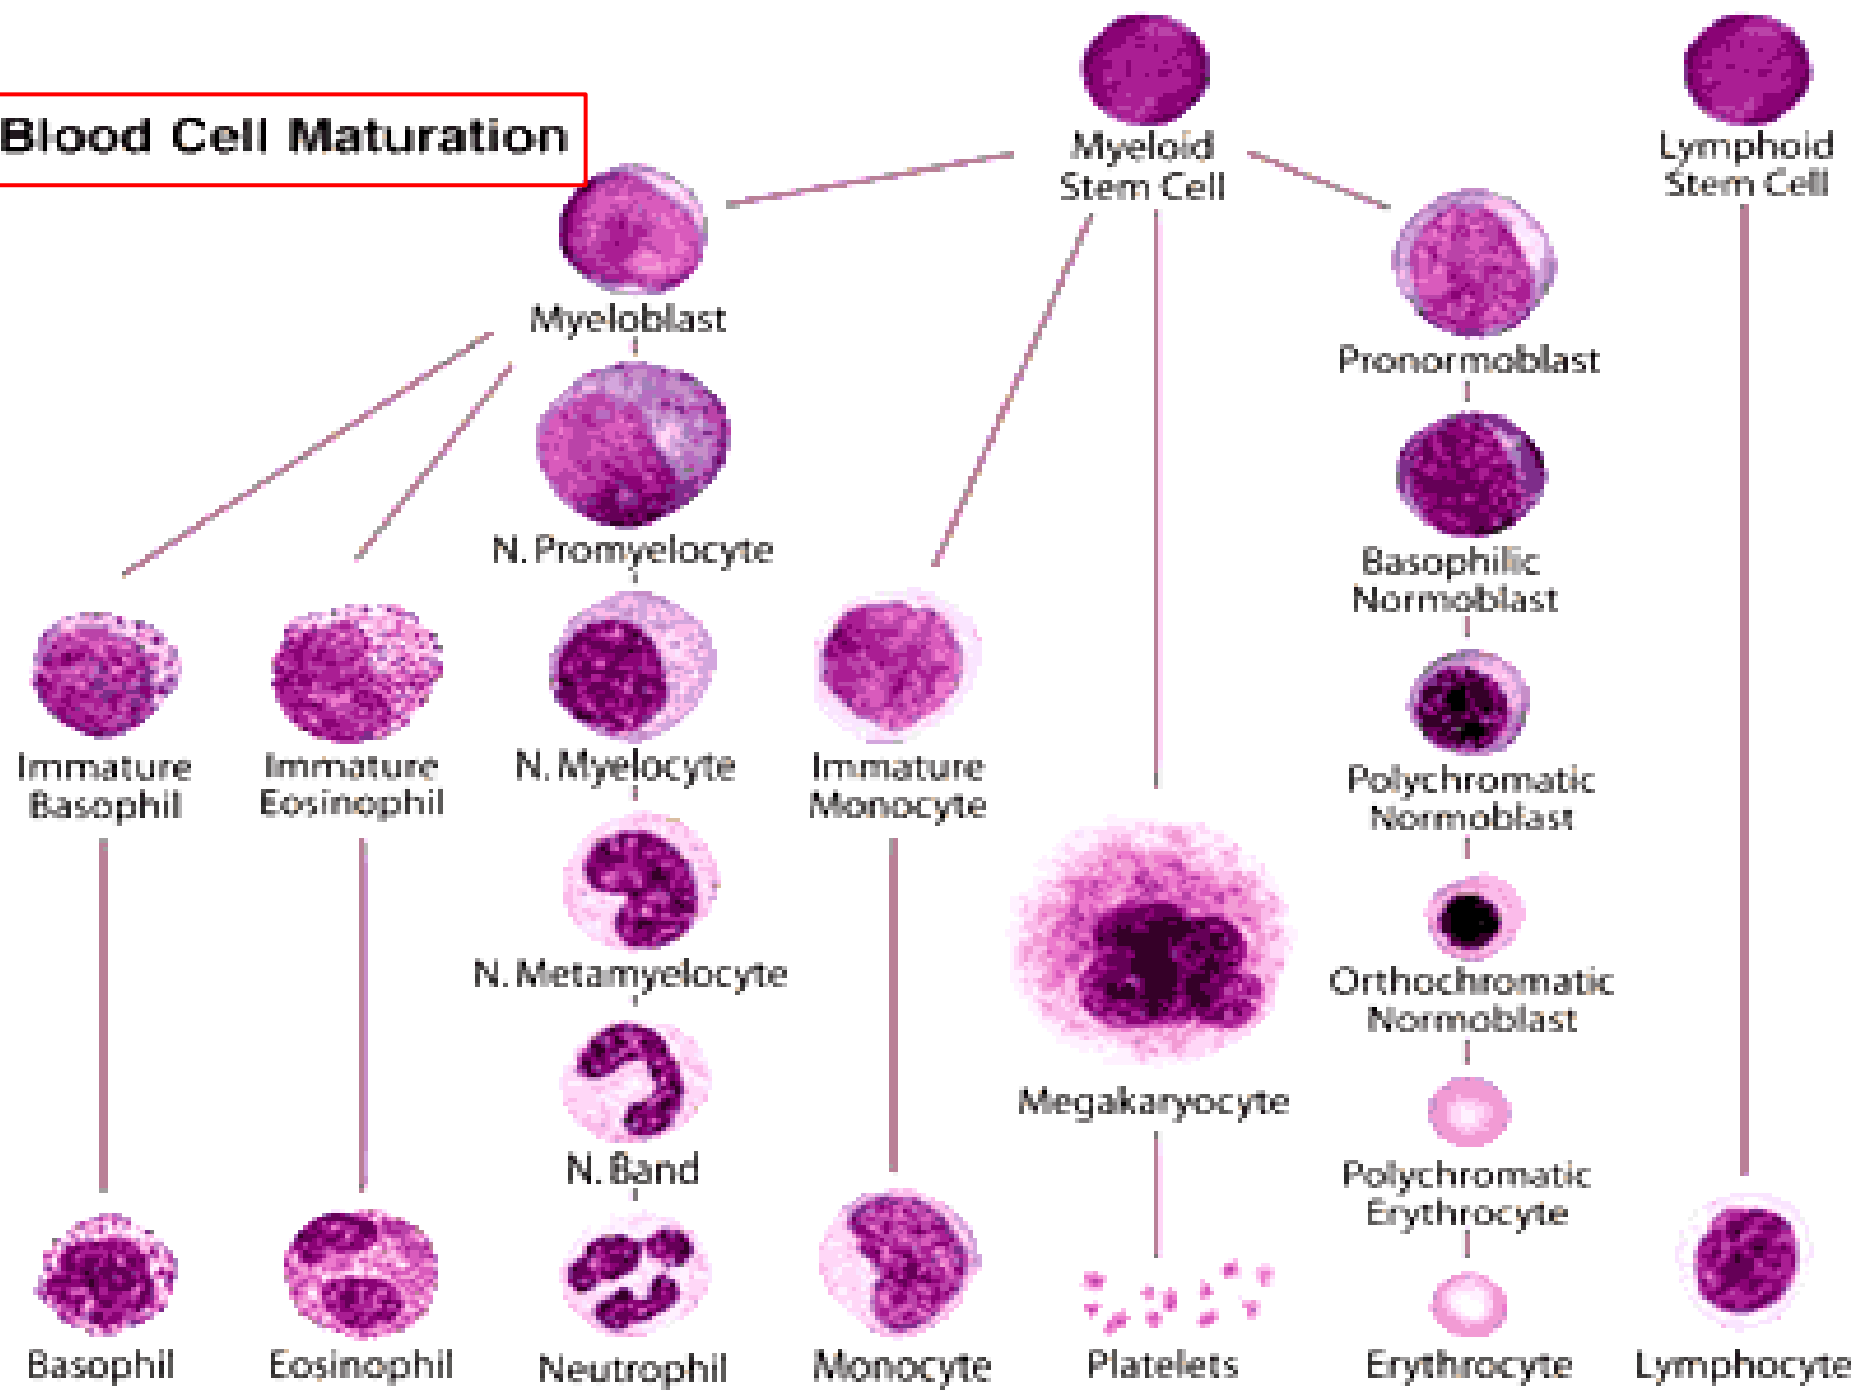 Blood Cell Maturation
Myeloid
Stem Cell
Lymphoid
Stem Cell
Myeloblast
Pronormoblast
N. Promyelocyte
Basophilic
Normoblast
Immature
Basophil
Immature
Eosinophil
N. Myelocyte
Immature
Monocyte
Polychromatic
Normoblast
N. Metamyelocyte
Orthochromatic
Normoblast
Megakaryocyte
N. Band
Polychromatic
Erythrocyte
Basophil
Eosinophil
Neutrophil
Monocyte
Platelets
Erythrocyte
Lymphocyte